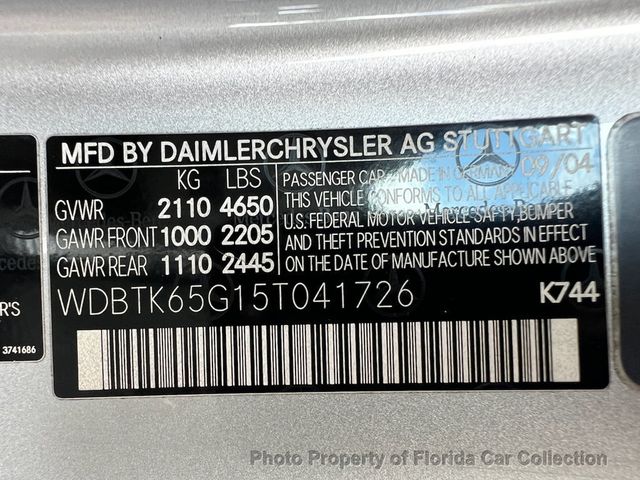 MFD BY DAIMLERCHRYSLER AG STUTTGART
KG LBS
GVWR 2110 4650
GAWR FRONT 1000 2205
GAWR REAR 1110 2445
PASSENGER CAR - MADE IN GERMANY 09/04
THIS VEHICLE CONFORMS TO ALL APPLICABLE
U.S. FEDERAL MOTOR VEHICLE SAFTY, BUMPER
AND THEFT PREVENTION STANDARDS IN EFFECT
ON THE DATE OF MANUFACTURE SHOWN ABOVE
WDBTK65G15T041726 K744
R'S
3741686
Photo Property of Florida Car Collection